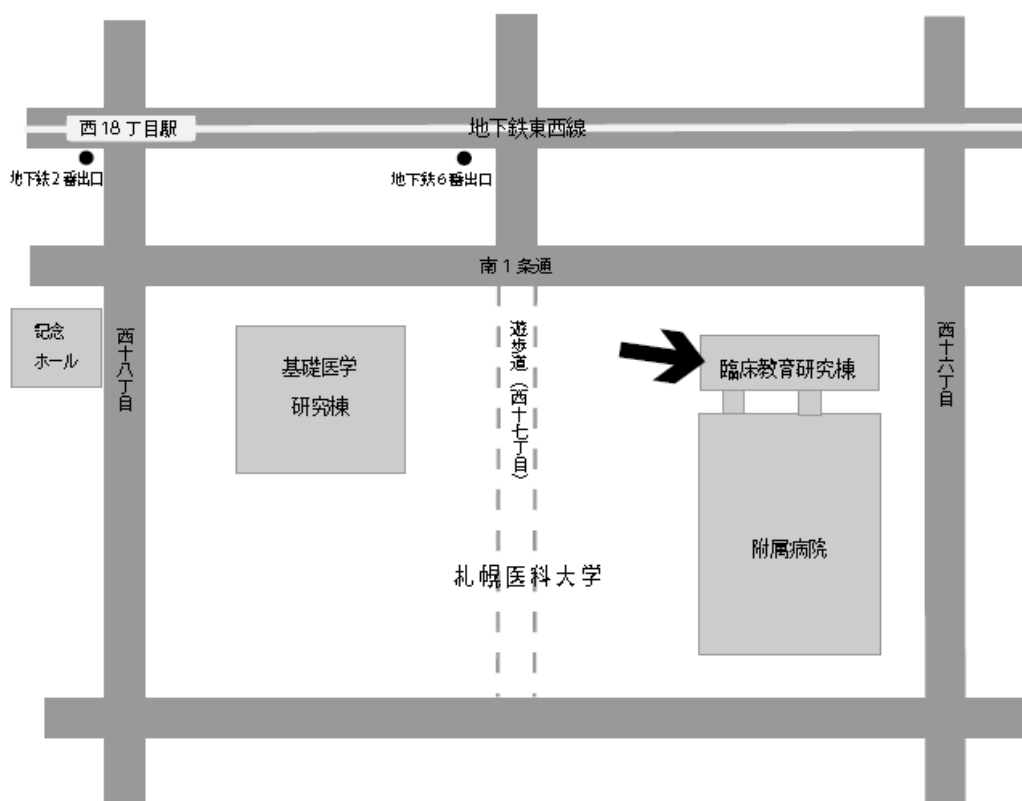 西18丁目駅
地下鉄東西線
地下鉄2番出口
地下鉄6番出口
南1条通
記念
ホール
西十八丁目
基礎医学
研究棟
遊歩道(西十七丁目)
臨床教育研究棟
西十六丁目
附属病院
札幌医科大学